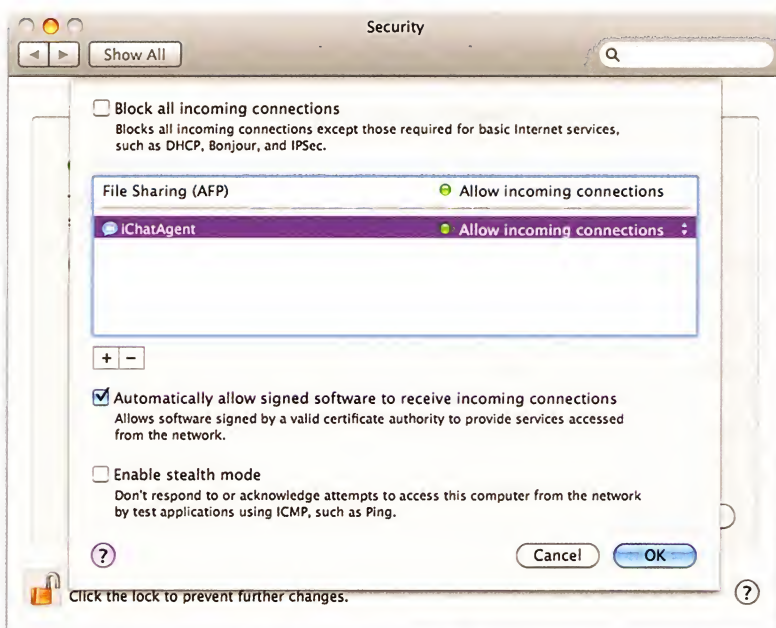 Security
Show All
Block all incoming connections
Blocks all incoming connections except those required for basic Internet services,
such as DHCP, Bonjour, and IPSec.
File Sharing (AFP) Allow incoming connections
iChatAgent Allow incoming connections
+ −
Automatically allow signed software to receive incoming connections
Allows software signed by a valid certificate authority to provide services accessed
from the network.
Enable stealth mode
Don't respond to or acknowledge attempts to access this computer from the network
by test applications using ICMP, such as Ping.
? Cancel OK
Click the lock to prevent further changes. ?